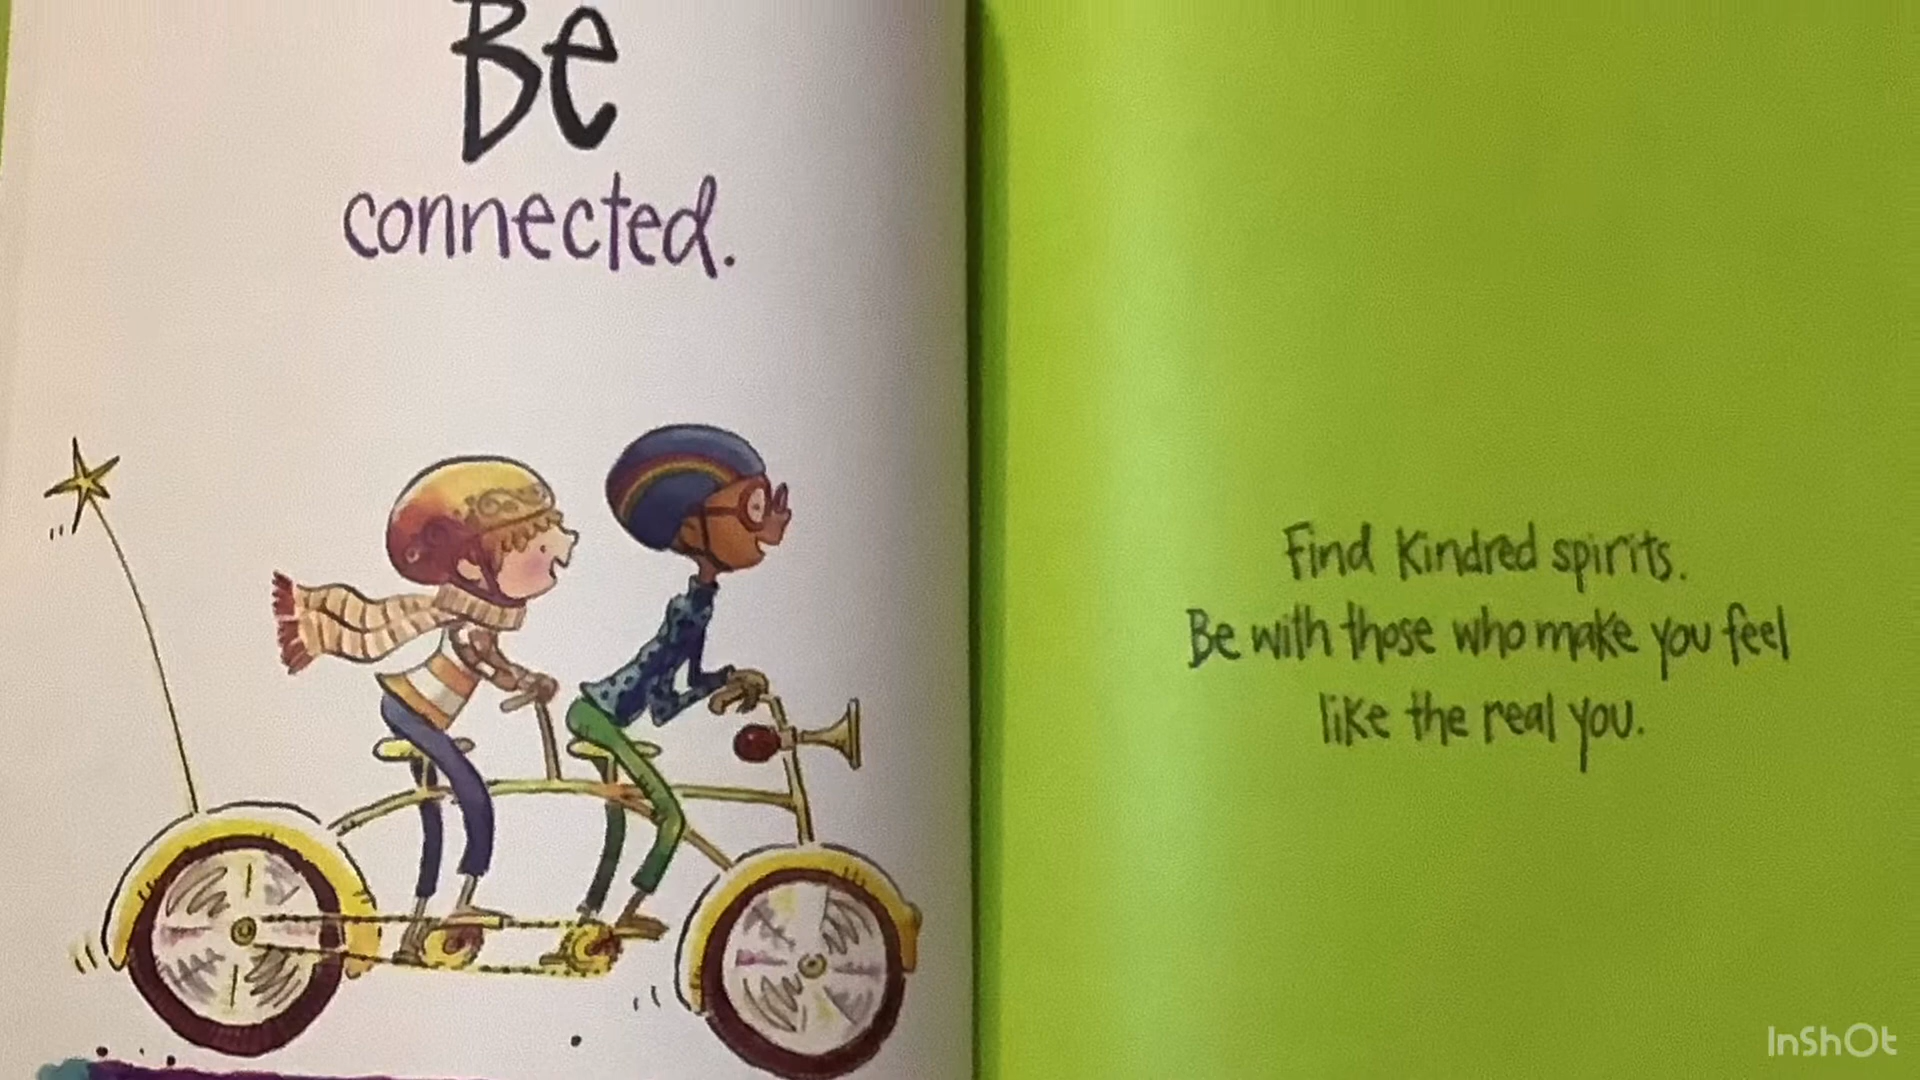 Be
connected.
Find kindred spirits.
Be with those who make you feel
like the real you.
InShOt